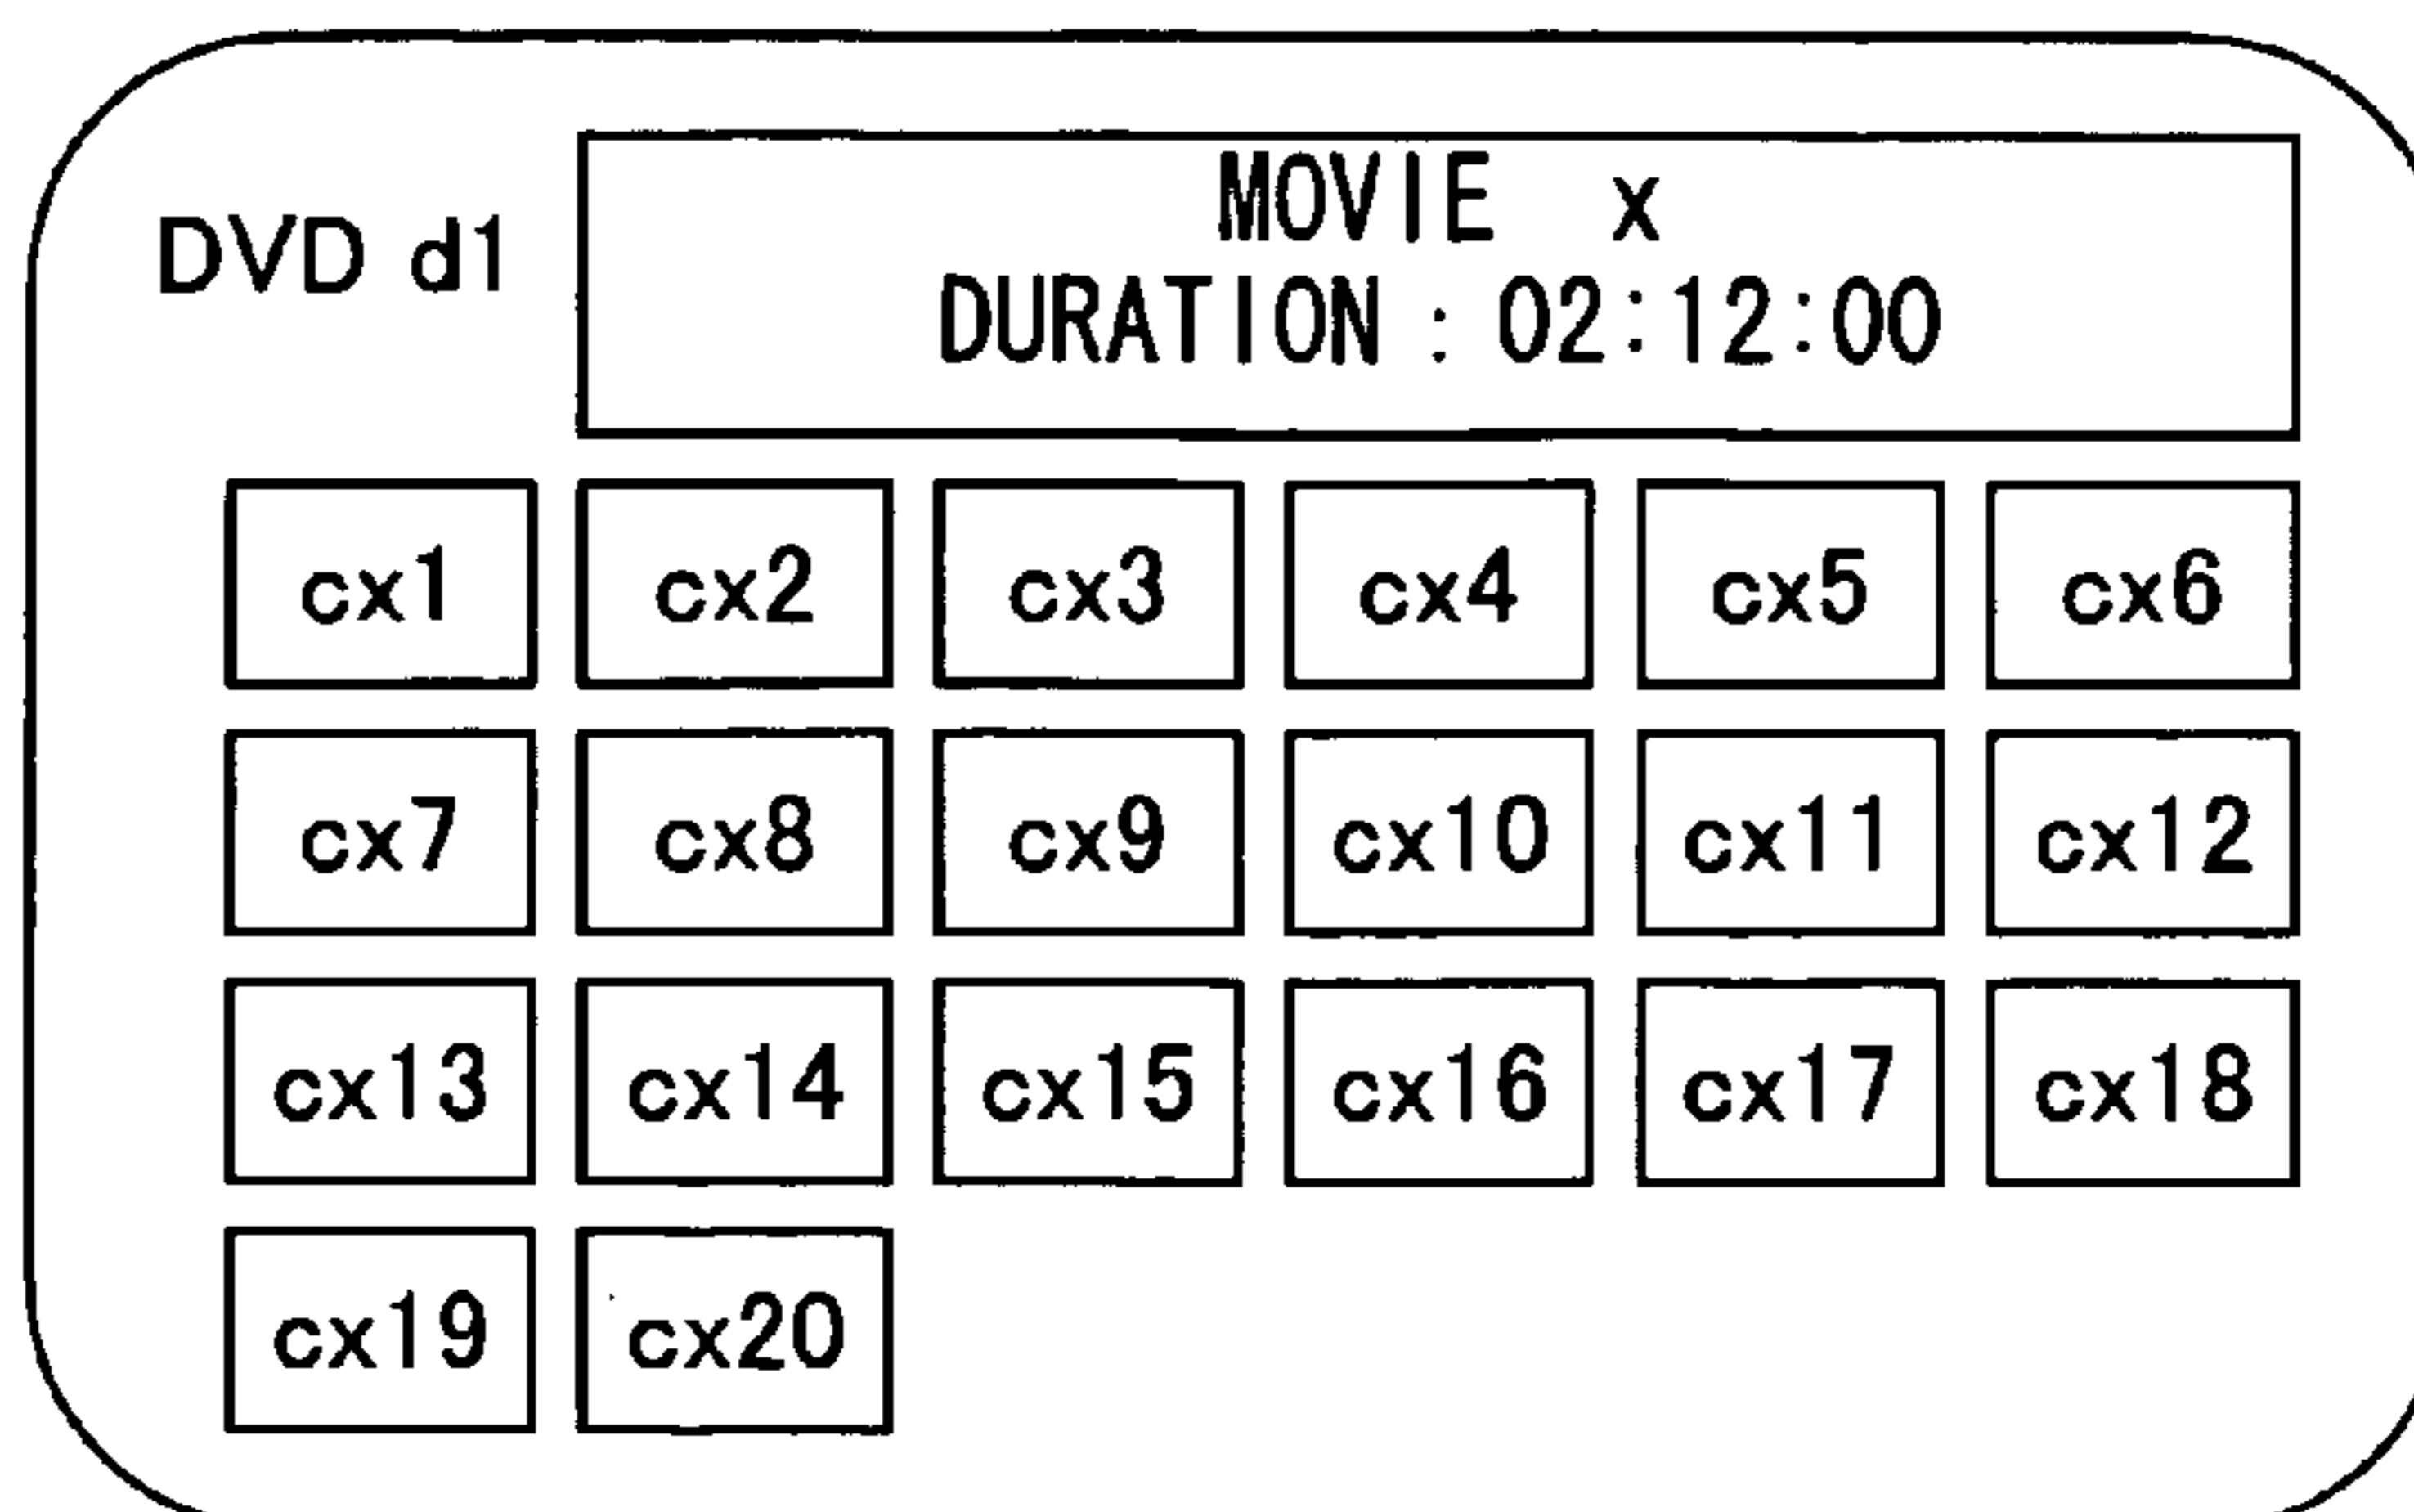 DVD d1
MOVIE x
DURATION : 02:12:00
cx1 cx2 cx3 cx4 cx5 cx6
cx7 cx8 cx9 cx10 cx11 cx12
cx13 cx14 cx15 cx16 cx17 cx18
cx19 cx20